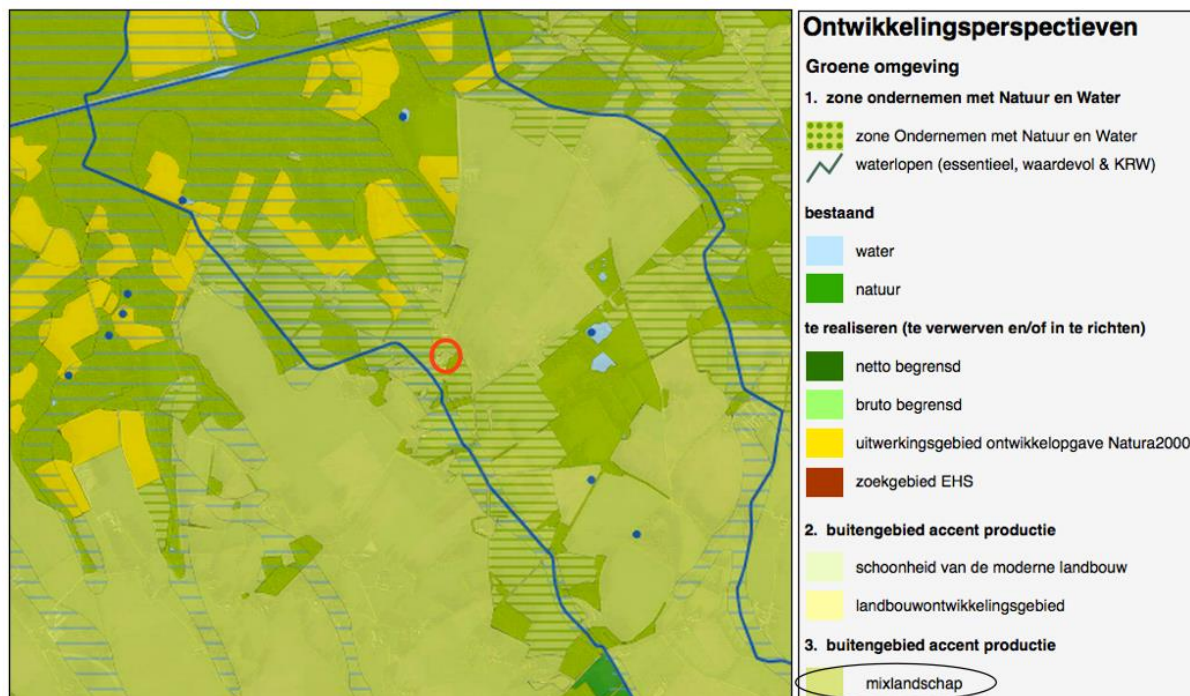 Ontwikkelingsperspectieven
Groene omgeving
1. zone ondernemen met Natuur en Water
zone Ondernemen met Natuur en Water
waterlopen (essentieel, waardevol & KRW)
bestaand
water
natuur
te realiseren (te verwerven en/of in te richten)
netto begrensd
bruto begrensd
uitwerkingsgebied ontwikkelopgave Natura2000
zoekgebied EHS
2. buitengebied accent productie
schoonheid van de moderne landbouw
landbouwontwikkelingsgebied
3. buitengebied accent productie
mixlandschap